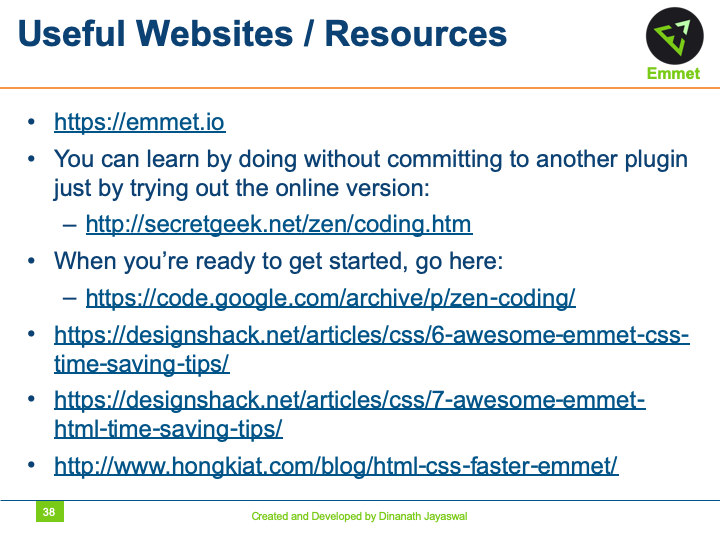 Useful Websites / Resources
Emmet
• https://emmet.io
• You can learn by doing without committing to another plugin
just by trying out the online version:
– http://secretgeek.net/zen/coding.htm
• When you’re ready to get started, go here:
– https://code.google.com/archive/p/zen-coding/
• https://designshack.net/articles/css/6-awesome-emmet-css-
time-saving-tips/
• https://designshack.net/articles/css/7-awesome-emmet-
html-time-saving-tips/
• http://www.hongkiat.com/blog/html-css-faster-emmet/
38
Created and Developed by Dinanath Jayaswal